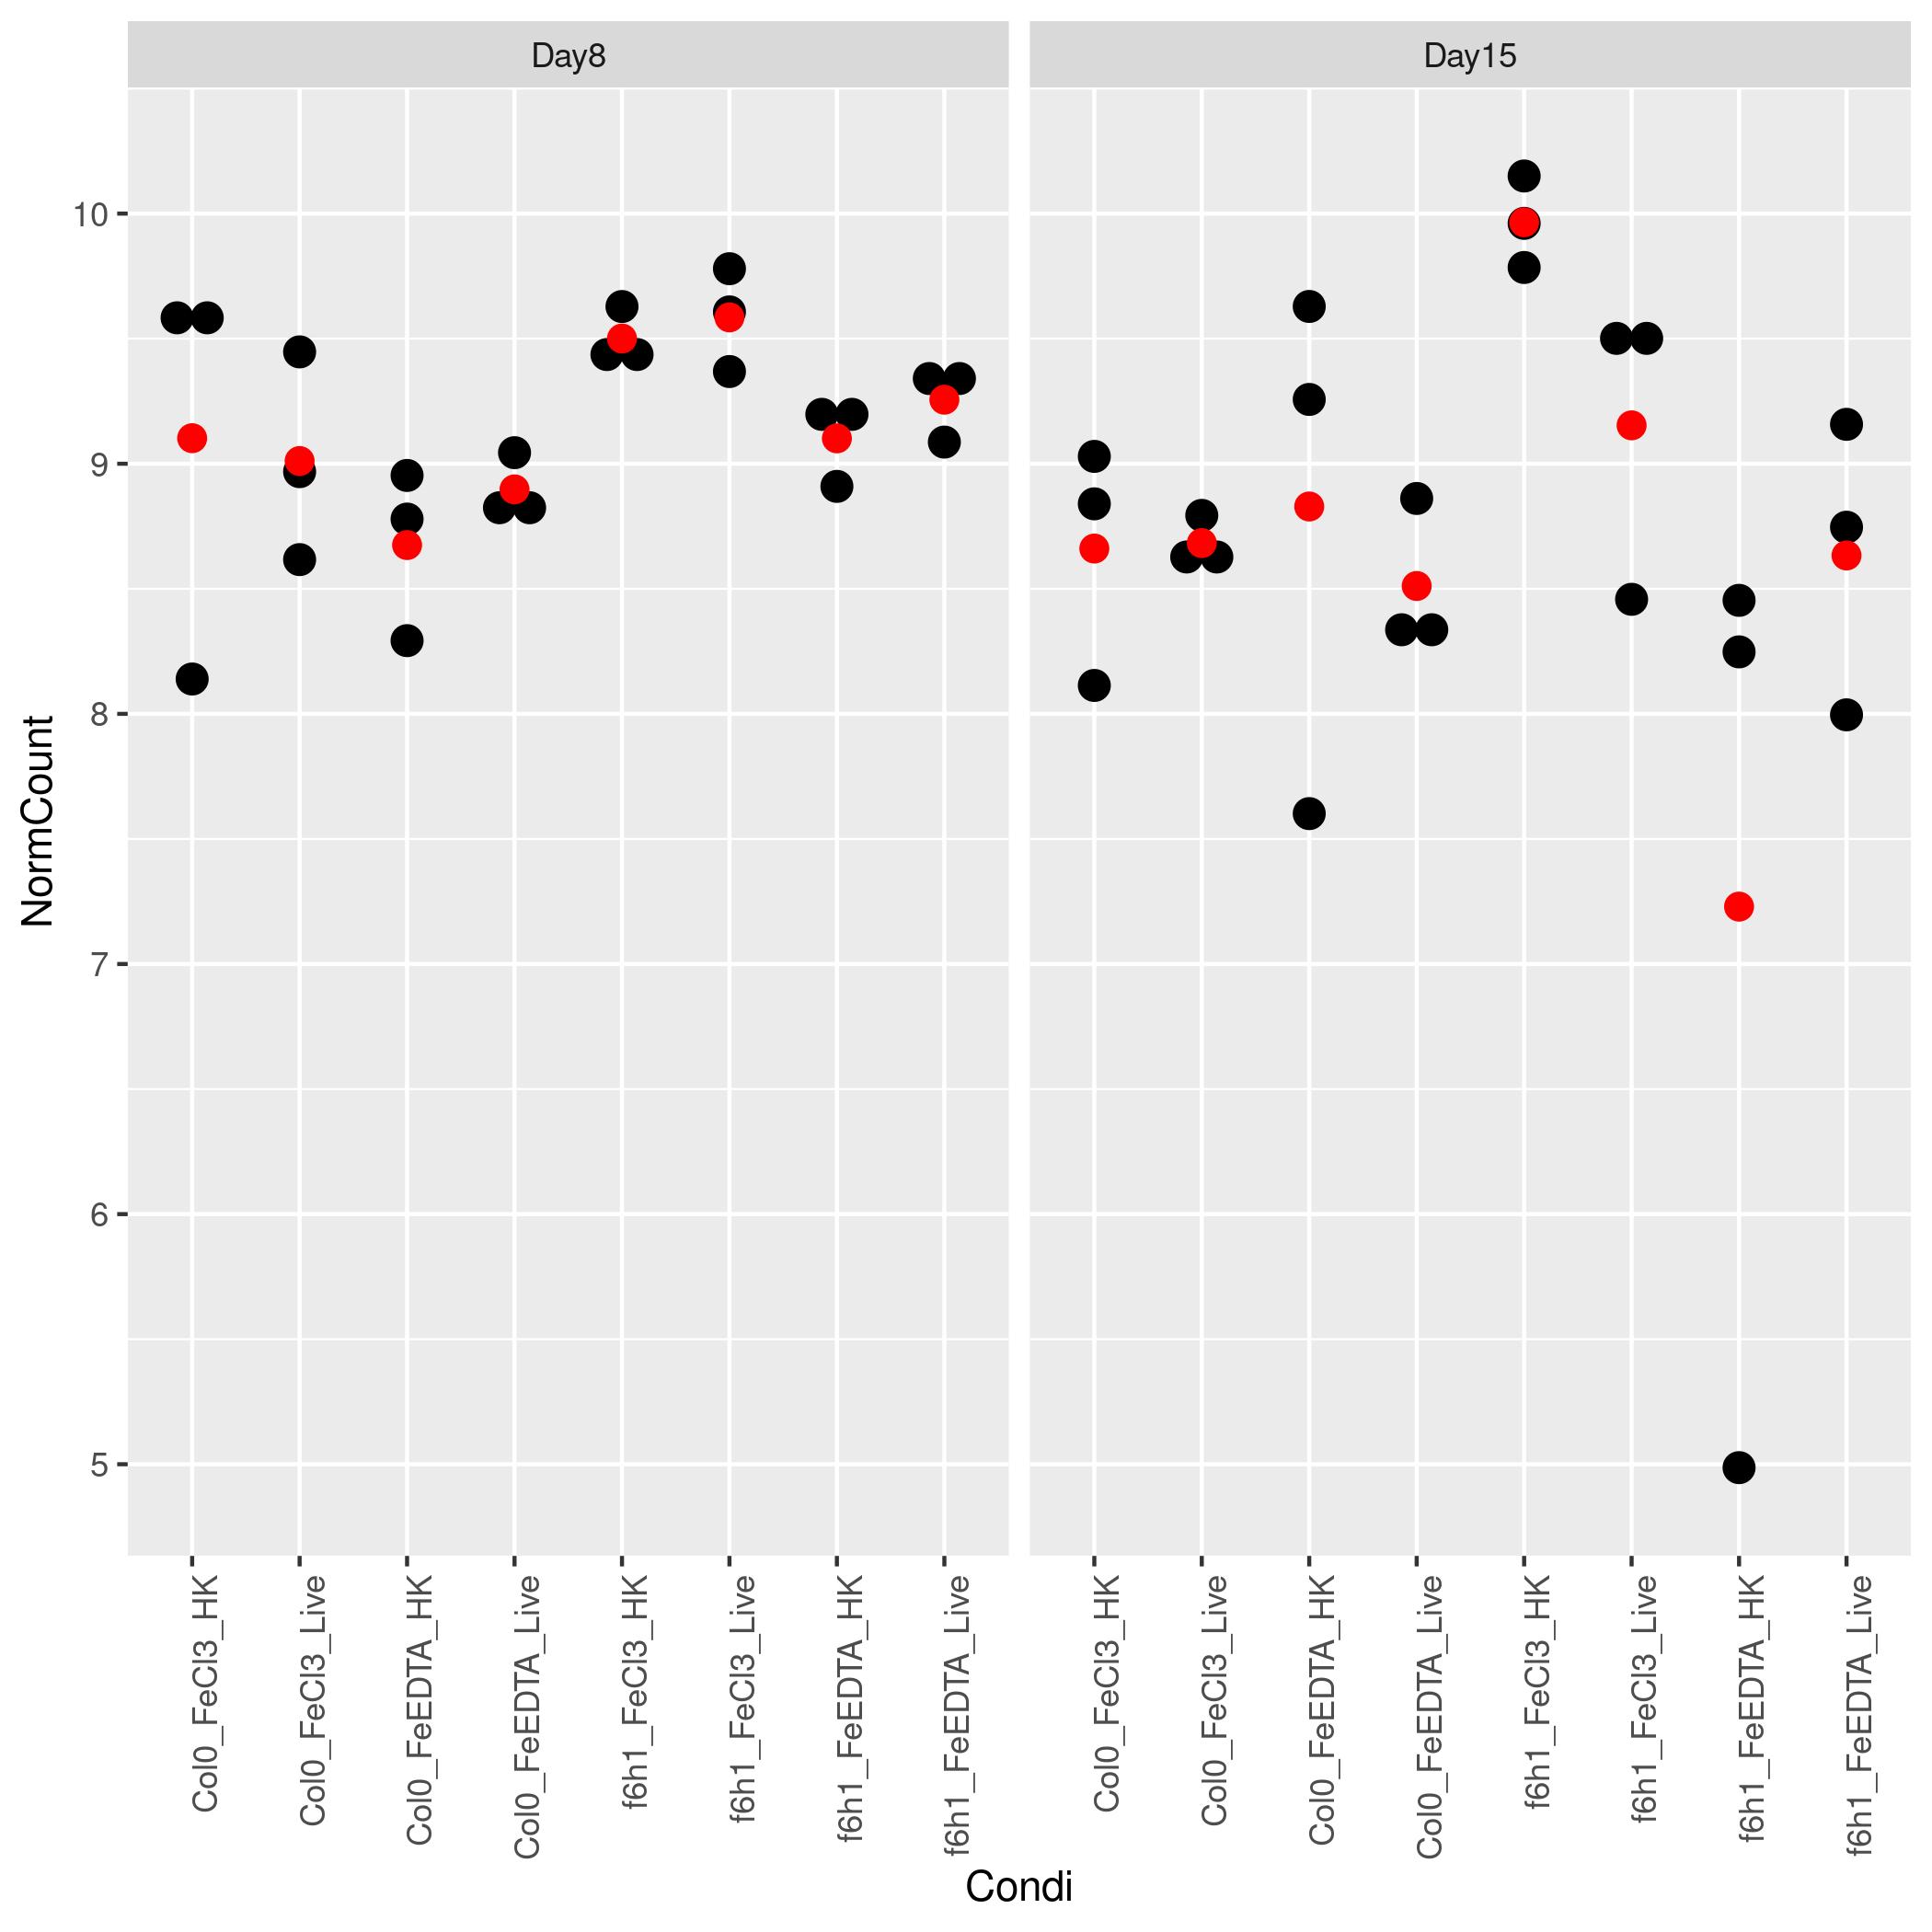 Day8
Day15
NormCount
10
9
8
7
6
5
Col0_FeCl3_HK
Col0_FeCl3_Live
Col0_FeEDTA_HK
Col0_FeEDTA_Live
f6h1_FeCl3_HK
f6h1_FeCl3_Live
f6h1_FeEDTA_HK
f6h1_FeEDTA_Live
Col0_FeCl3_HK
Col0_FeCl3_Live
Col0_FeEDTA_HK
Col0_FeEDTA_Live
f6h1_FeCl3_HK
f6h1_FeCl3_Live
f6h1_FeEDTA_HK
f6h1_FeEDTA_Live
Condi